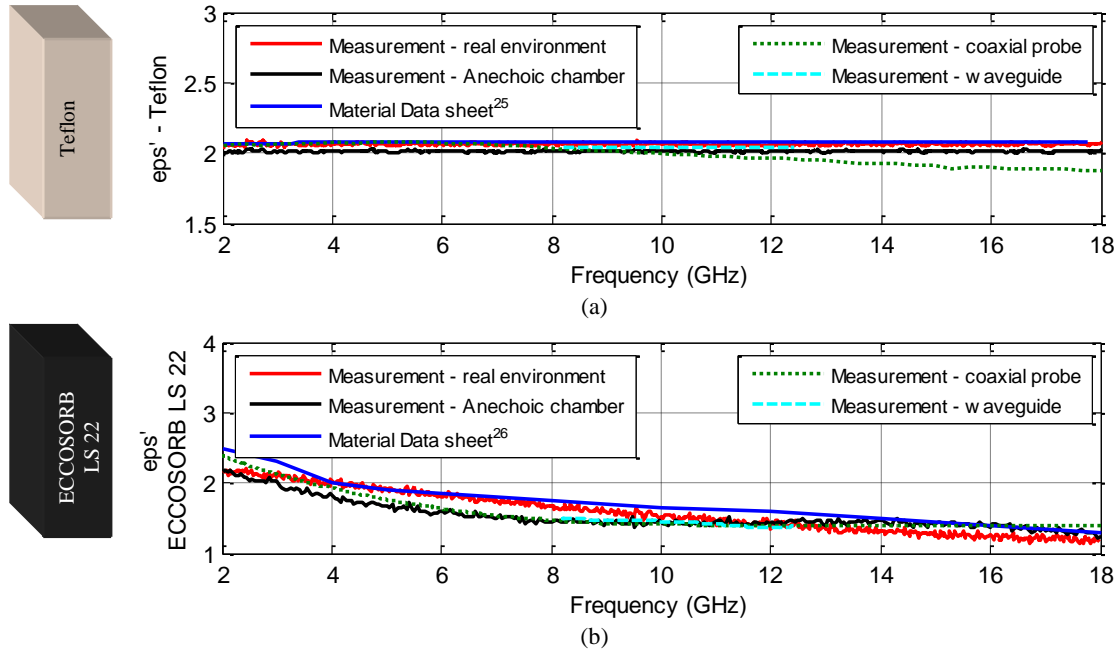 Teflon
eps' - Teflon
3
2.5
2
1.5
Measurement - real environment
Measurement - Anechoic chamber
Material Data sheet25
Measurement - coaxial probe
Measurement - waveguide
2 4 6 8 10 12 14 16 18
Frequency (GHz)
(a)
ECCOSORB
LS 22
eps'
ECCOSORB LS 22
4
3
2
1
Measurement - real environment
Measurement - Anechoic chamber
Material Data sheet26
Measurement - coaxial probe
Measurement - waveguide
2 4 6 8 10 12 14 16 18
Frequency (GHz)
(b)